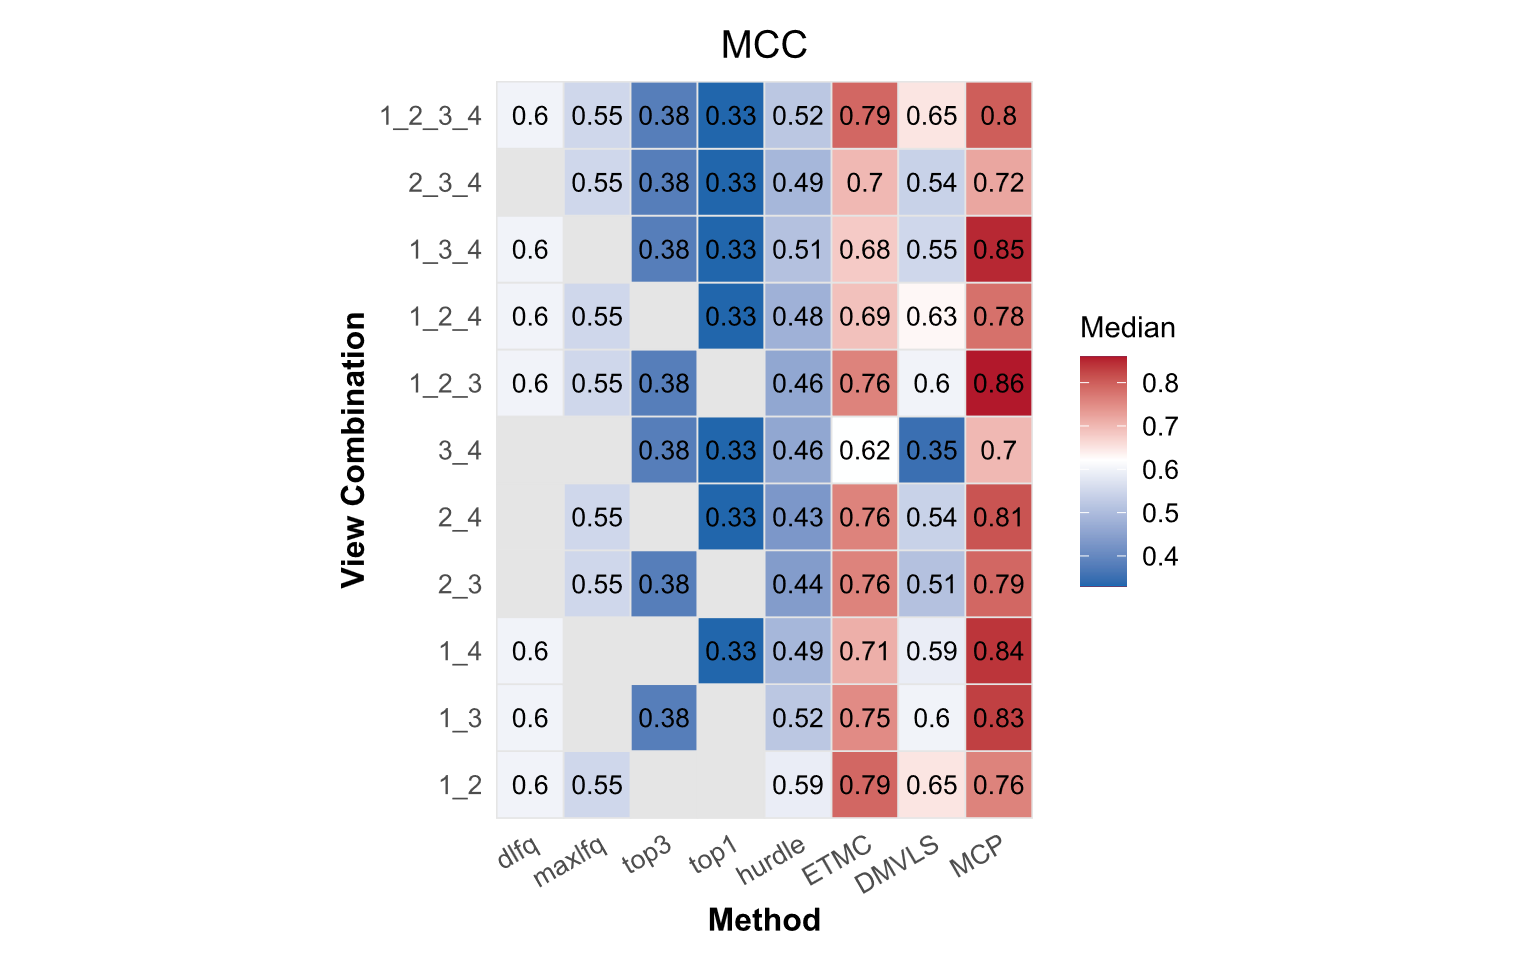 MCC
1_2_3_4 0.6 0.55 0.38 0.33 0.52 0.79 0.65 0.8
2_3_4 0.55 0.38 0.33 0.49 0.7 0.54 0.72
1_3_4 0.6 0.38 0.33 0.51 0.68 0.55 0.85
1_2_4 0.6 0.55 0.33 0.48 0.69 0.63 0.78
1_2_3 0.6 0.55 0.38 0.46 0.76 0.6 0.86
3_4 0.38 0.33 0.46 0.62 0.35 0.7
2_4 0.55 0.33 0.43 0.76 0.54 0.81
2_3 0.55 0.38 0.44 0.76 0.51 0.79
1_4 0.6 0.33 0.49 0.71 0.59 0.84
1_3 0.6 0.38 0.52 0.75 0.6 0.83
1_2 0.6 0.55 0.59 0.79 0.65 0.76
dlfq maxlfq top3 top1 hurdle ETMC DMVLS MCP
Method
View Combination
Median
0.8
0.7
0.6
0.5
0.4